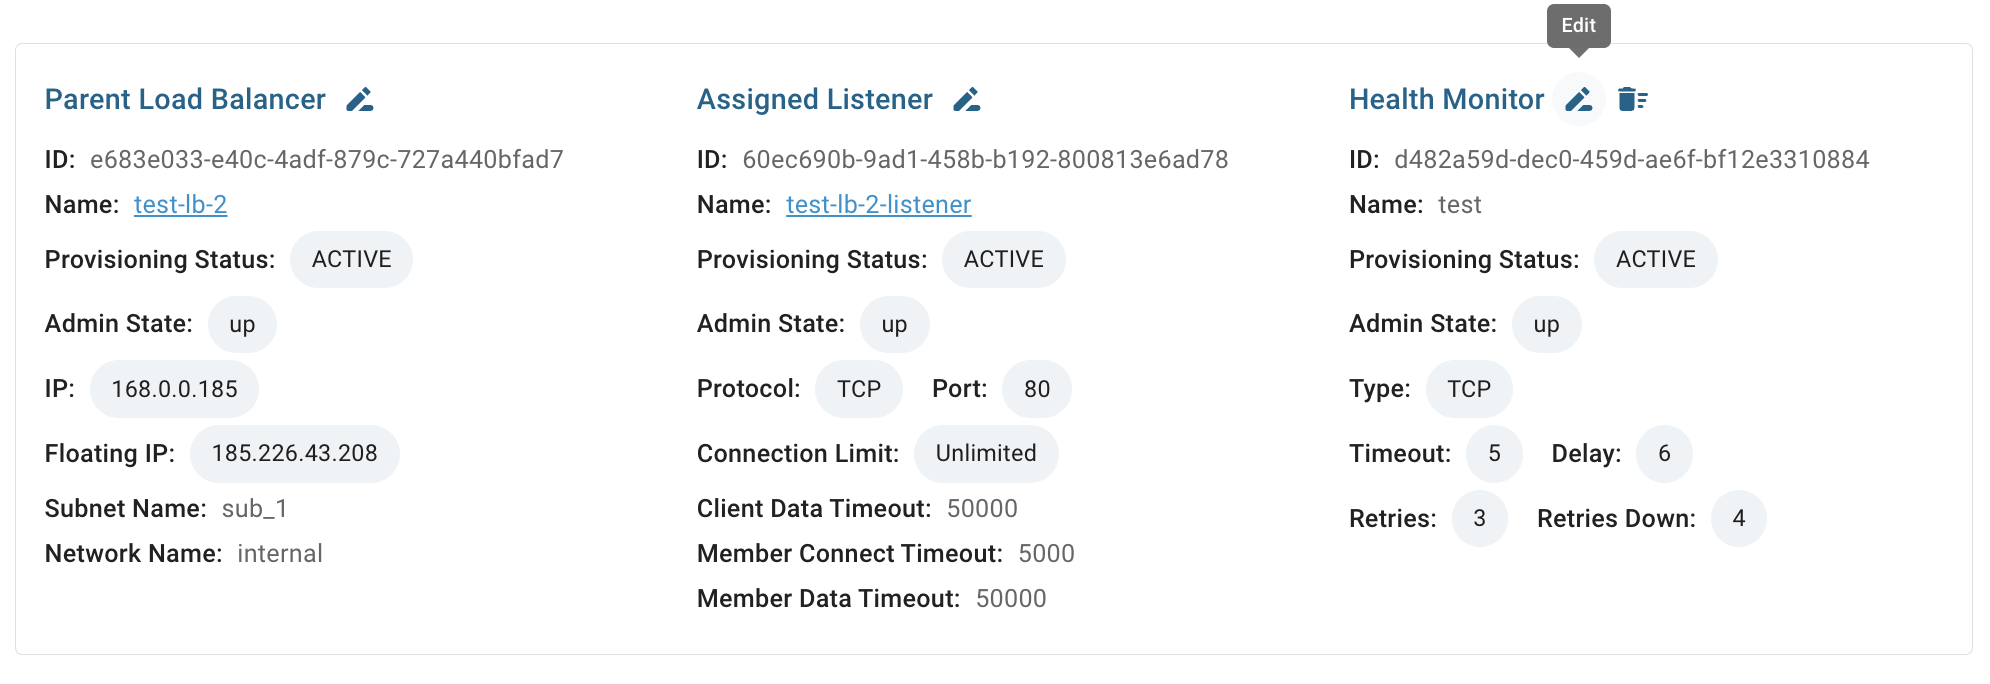 Edit
Parent Load Balancer
ID: e683e033-e40c-4adf-879c-727a440bfad7
Name: test-lb-2
Provisioning Status: ACTIVE
Admin State: up
IP: 168.0.0.185
Floating IP: 185.226.43.208
Subnet Name: sub_1
Network Name: internal
Assigned Listener
ID: 60ec690b-9ad1-458b-b192-800813e6ad78
Name: test-lb-2-listener
Provisioning Status: ACTIVE
Admin State: up
Protocol: TCP Port: 80
Connection Limit: Unlimited
Client Data Timeout: 50000
Member Connect Timeout: 5000
Member Data Timeout: 50000
Health Monitor
ID: d482a59d-dec0-459d-ae6f-bf12e3310884
Name: test
Provisioning Status: ACTIVE
Admin State: up
Type: TCP
Timeout: 5 Delay: 6
Retries: 3 Retries Down: 4